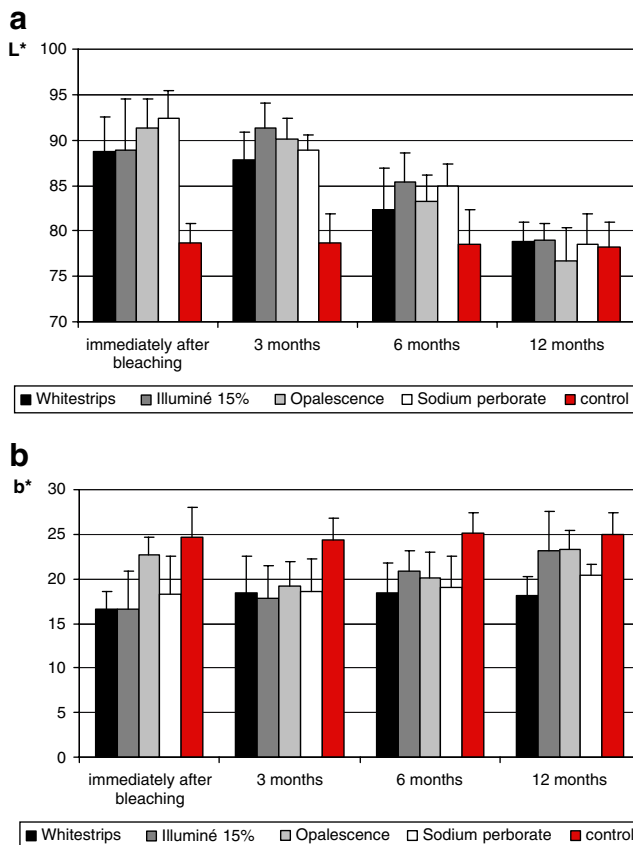 a
L*
100
95
90
85
80
75
70
immediately after
bleaching
3 months
6 months
12 months
Whitestrips Illuminé 15% Opalescence Sodium perborate control
b
b*
30
25
20
15
10
5
0
immediately after
bleaching
3 months
6 months
12 months
Whitestrips Illuminé 15% Opalescence Sodium perborate control